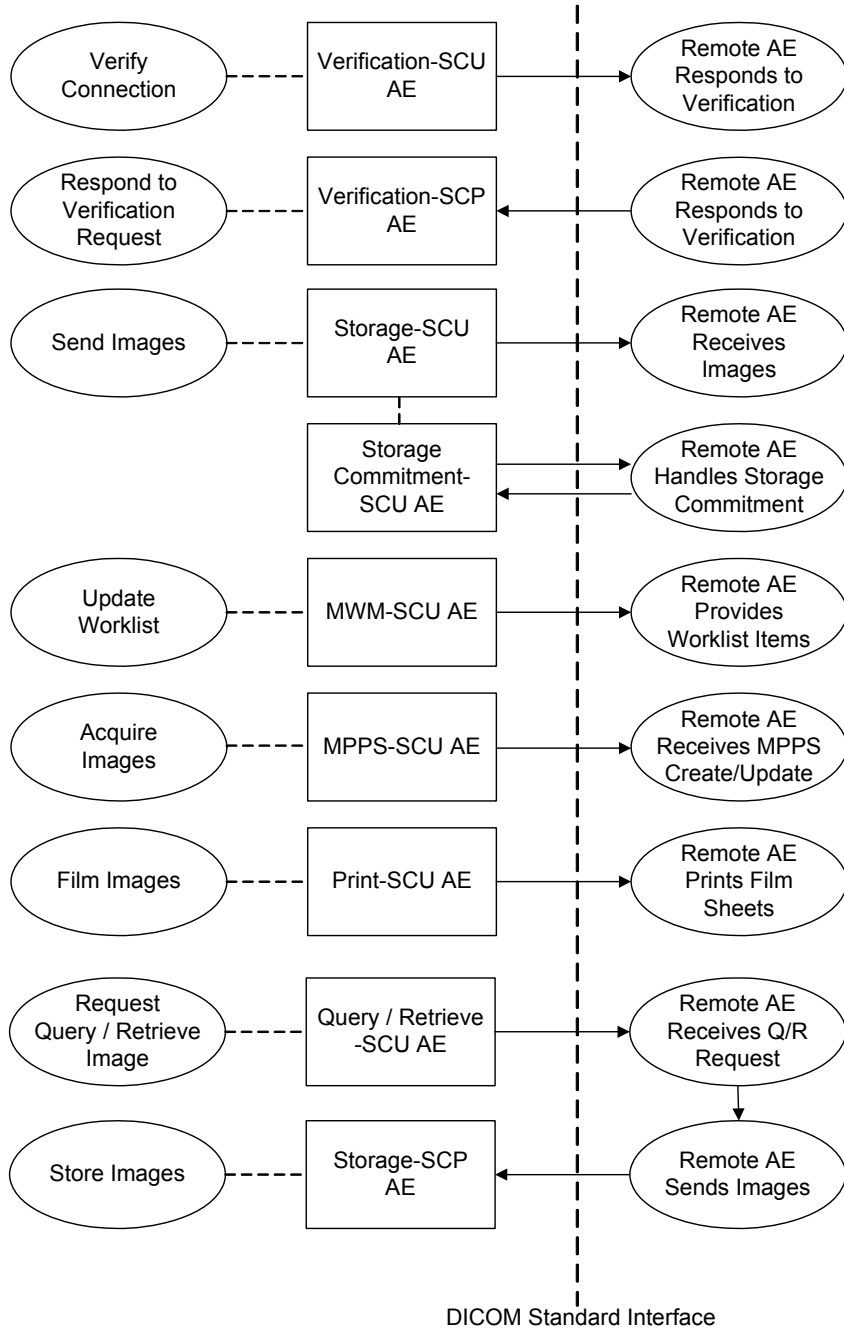 Verify
Connection
Verification-SCU
AE
Remote AE
Responds to
Verification
Respond to
Verification
Request
Verification-SCP
AE
Remote AE
Responds to
Verification
Send Images
Storage-SCU
AE
Remote AE
Receives
Images
Storage
Commitment-
SCU AE
Remote AE
Handles Storage
Commitment
Update
Worklist
MWM-SCU AE
Remote AE
Provides
Worklist Items
Acquire
Images
MPPS-SCU AE
Remote AE
Receives MPPS
Create/Update
Film Images
Print-SCU AE
Remote AE
Prints Film
Sheets
Request
Query / Retrieve
Image
Query / Retrieve
-SCU AE
Remote AE
Receives Q/R
Request
Store Images
Storage-SCP
AE
Remote AE
Sends Images
DICOM Standard Interface